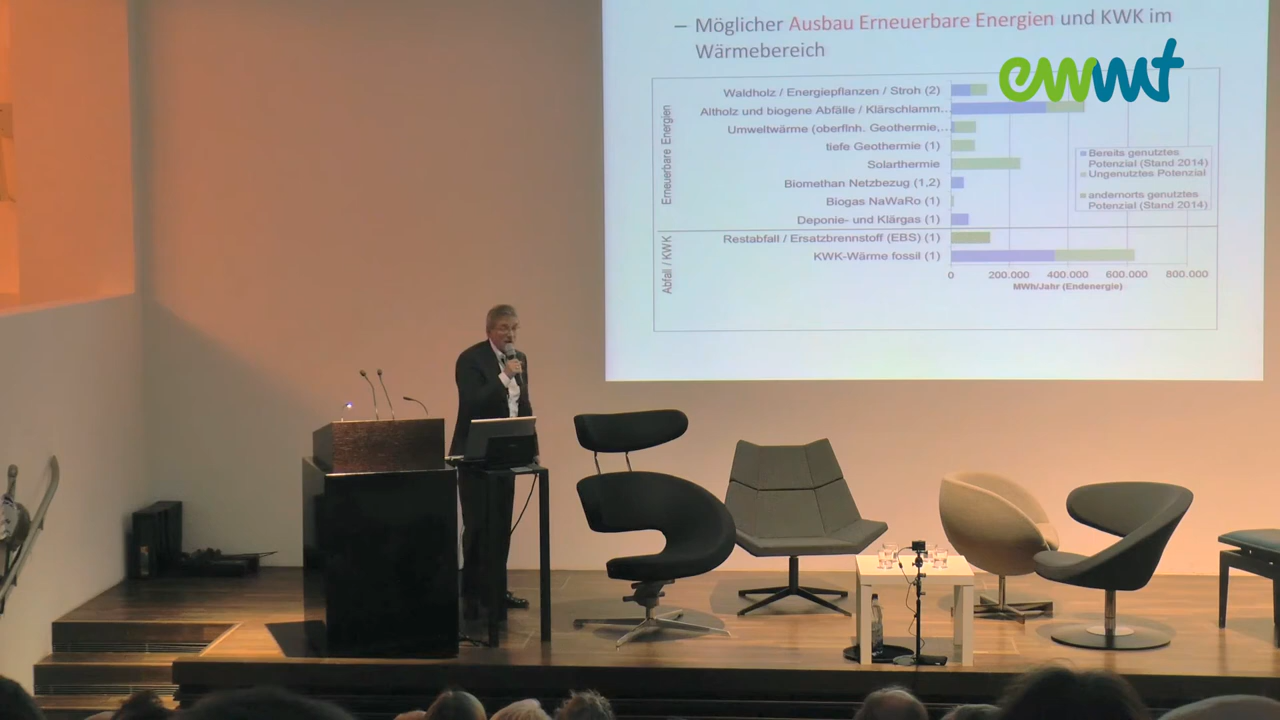 – Möglicher Ausbau Erneuerbare Energien und KWK im
Wärmebereich
ewmt
Erneuerbare Energien
Waldholz / Energiepflanzen / Stroh (2)
Altholz und biogene Abfälle / Klärschlamm...
Umweltwärme (oberflnh. Geothermie,...
tiefe Geothermie (1)
Solarthermie
Biomethan Netzbezug (1,2)
Biogas NaWaRo (1)
Deponie- und Klärgas (1)
Abfall / KWK
Restabfall / Ersatzbrennstoff (EBS) (1)
KWK-Wärme fossil (1)
Bereits genutztes
Potenzial (Stand 2014)
Ungenutztes Potenzial
andernorts genutztes
Potenzial (Stand 2014)
0 200.000 400.000 600.000 800.000
MWh/Jahr (Endenergie)